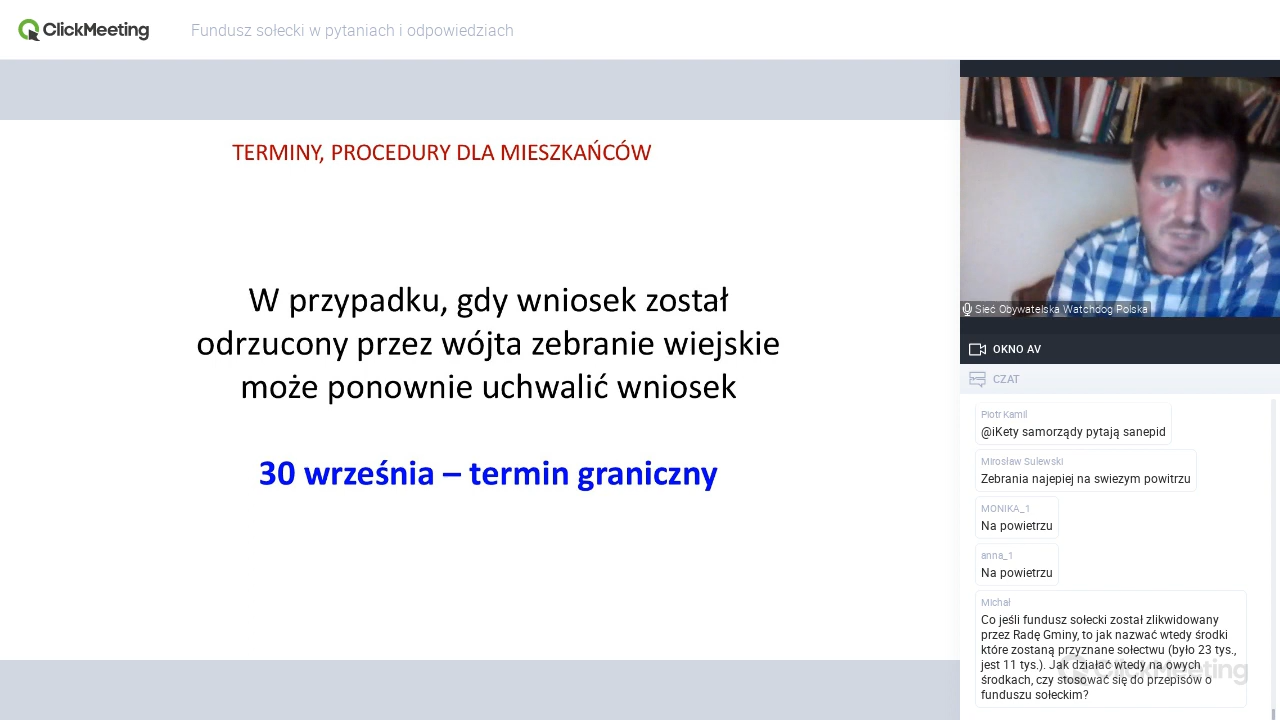 ClickMeeting
Fundusz sołecki w pytaniach i odpowiedziach
TERMINY, PROCEDURY DLA MIESZKAŃCÓW
W przypadku, gdy wniosek został
odrzucony przez wójta zebranie wiejskie
może ponownie uchwalić wniosek
30 września – termin graniczny
Sieć Obywatelska Watchdog Polska
OKNO AV
CZAT
Piotr Kamil
@iKety samorządy pytają sanepid
Mirosław Sulewski
Zebrania najepiej na swiezym powitrzu
MONIKA_1
Na powietrzu
anna_1
Na powietrzu
Michał
Co jeśli fundusz sołecki został zlikwidowany
przez Radę Gminy, to jak nazwać wtedy środki
które zostaną przyznane sołectwu (było 23 tys.,
jest 11 tys.). Jak działać wtedy na owych
środkach, czy stosować się do przepisów o
funduszu sołeckim?
ClickMeeting